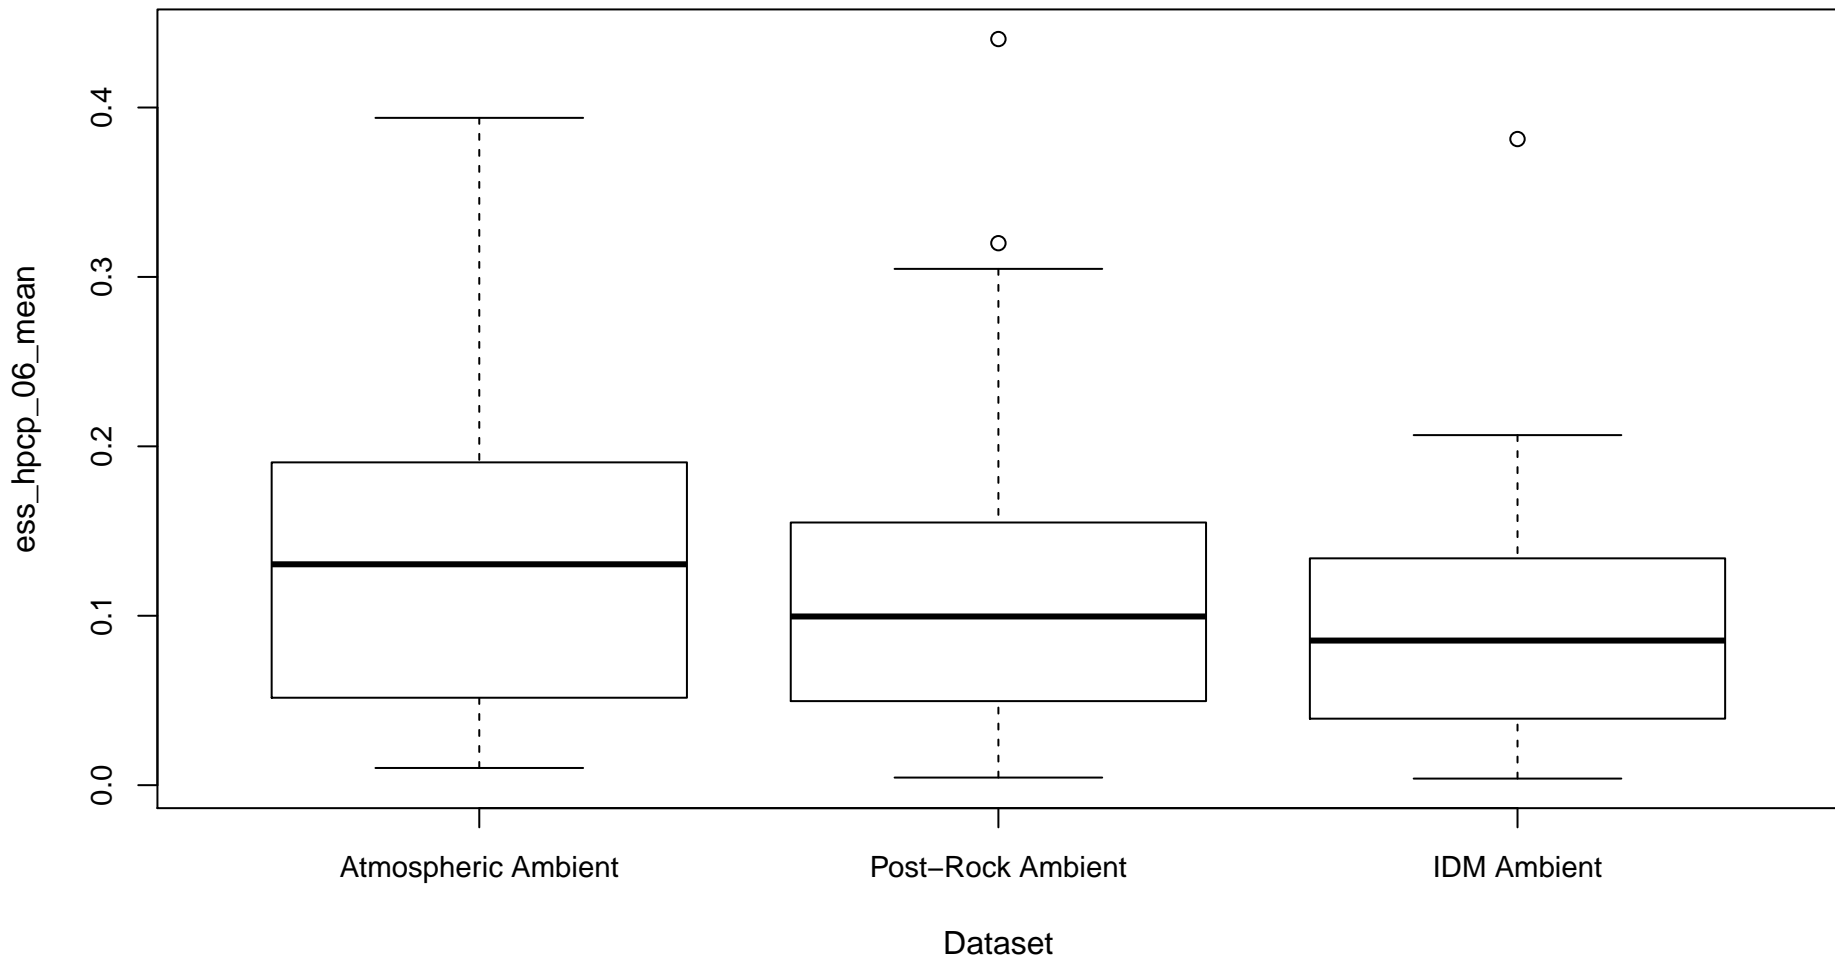 ess_hpcp_06_mean
0.4
0.3
0.2
0.1
0.0
Atmospheric Ambient
Post−Rock Ambient
IDM Ambient
Dataset